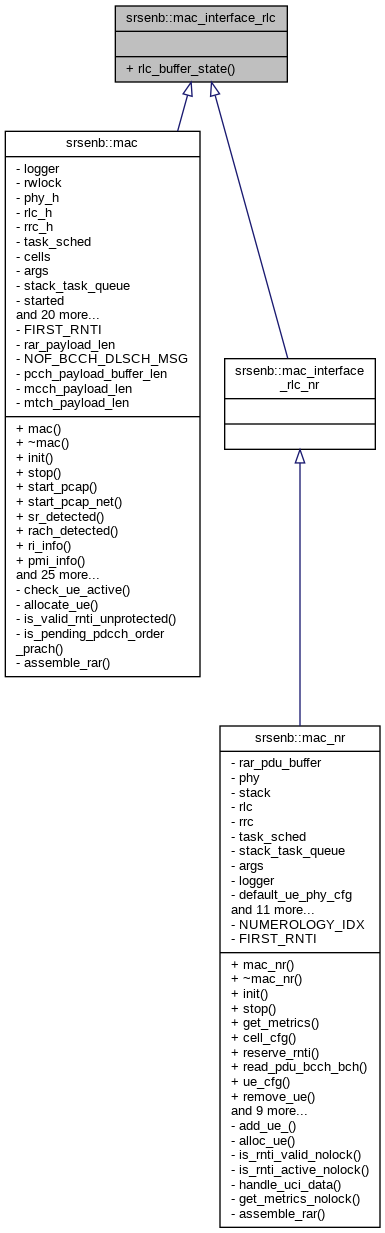 srsenb::mac_interface_rlc
+ rlc_buffer_state()
srsenb::mac
- logger
- rwlock
- phy_h
- rlc_h
- rrc_h
- task_sched
- cells
- args
- stack_task_queue
- started
and 20 more...
- FIRST_RNTI
- rar_payload_len
- NOF_BCCH_DLSCH_MSG
- pcch_payload_buffer_len
- mcch_payload_len
- mtch_payload_len
+ mac()
+ ~mac()
+ init()
+ stop()
+ start_pcap()
+ start_pcap_net()
+ sr_detected()
+ rach_detected()
+ ri_info()
+ pmi_info()
and 25 more...
- check_ue_active()
- allocate_ue()
- is_valid_rnti_unprotected()
- is_pending_pdcch_order
_prach()
- assemble_rar()
srsenb::mac_interface
_rlc_nr
srsenb::mac_nr
- rar_pdu_buffer
- phy
- stack
- rlc
- rrc
- task_sched
- stack_task_queue
- args
- logger
- default_ue_phy_cfg
and 11 more...
- NUMEROLOGY_IDX
- FIRST_RNTI
+ mac_nr()
+ ~mac_nr()
+ init()
+ stop()
+ get_metrics()
+ cell_cfg()
+ reserve_rnti()
+ read_pdu_bcch_bch()
+ ue_cfg()
+ remove_ue()
and 9 more...
- add_ue_()
- alloc_ue()
- is_rnti_valid_nolock()
- is_rnti_active_nolock()
- handle_uci_data()
- get_metrics_nolock()
- assemble_rar()